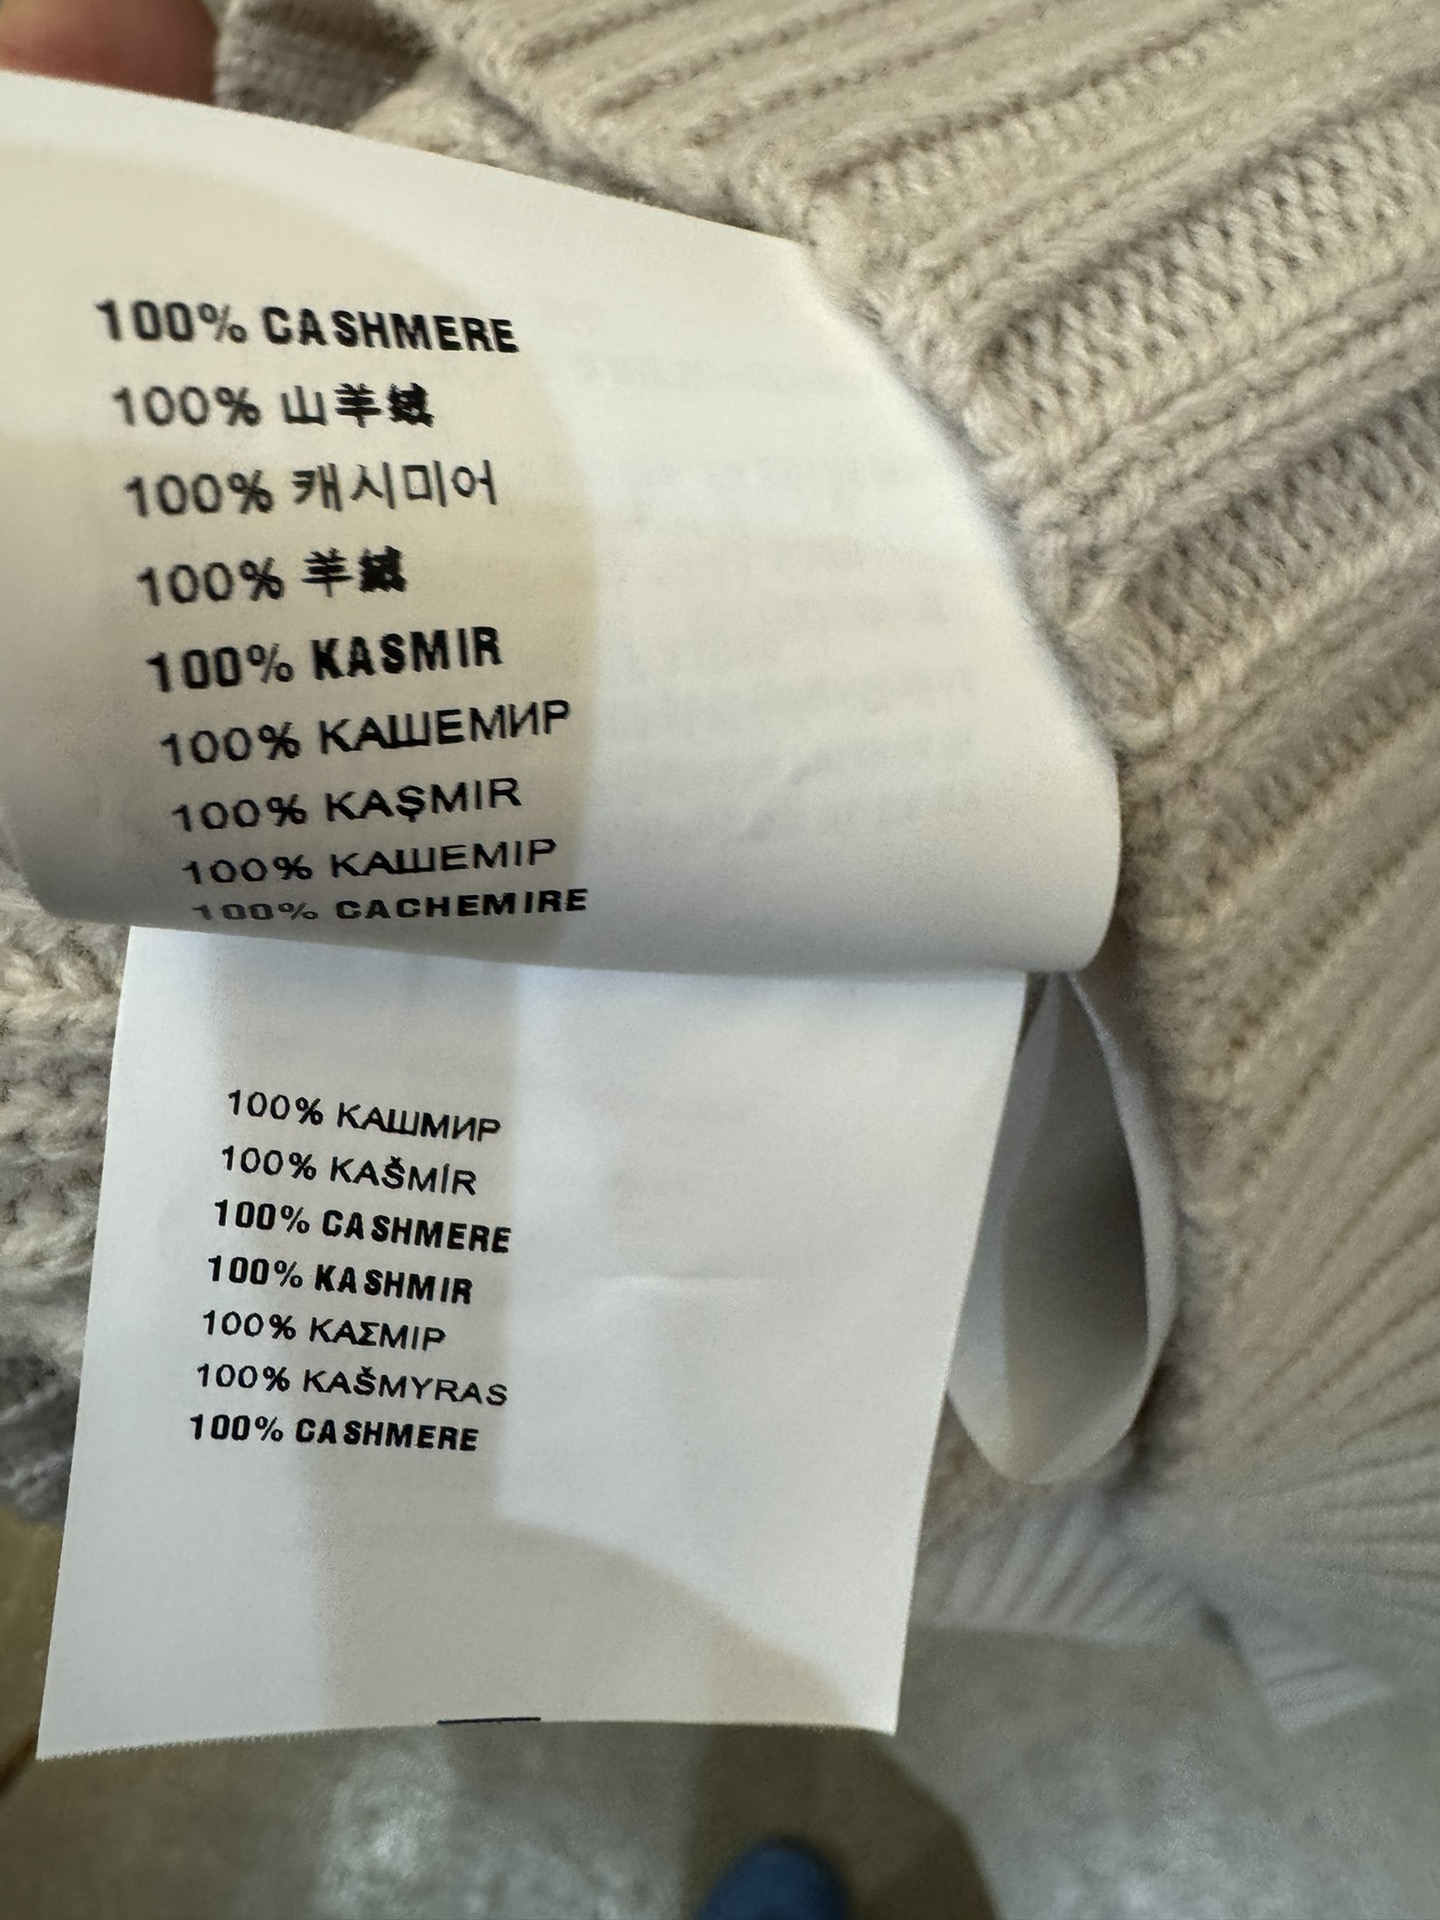 100% CASHMERE
100% 山羊绒
100% 캐시미어
100% 羊絨
100% KASMIR
100% КАШЕМИР
100% KAŞMIR
100% КАШЕМІР
100% CACHEMIRE
100% КАШМИР
100% KAŠMÍR
100% CASHMERE
100% KASHMIR
100% ΚΑΣΜΙΡ
100% KAŠMYRAS
100% CASHMERE